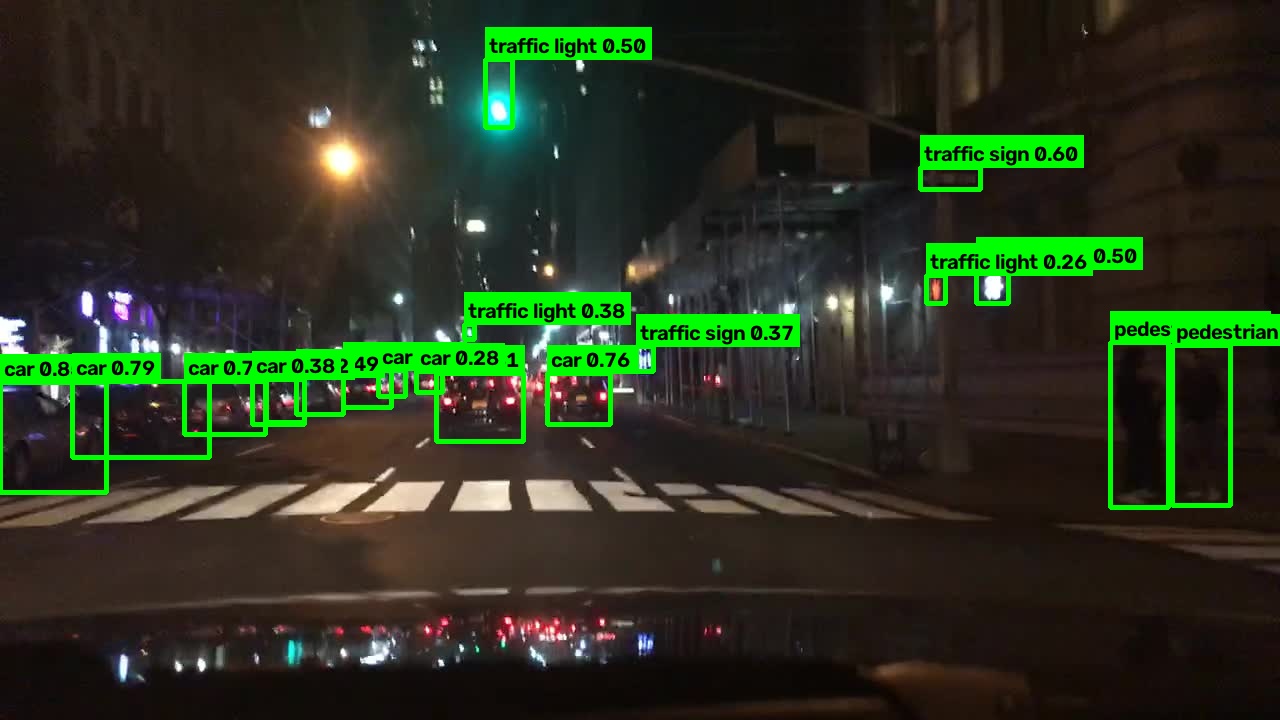 traffic light 0.50
traffic sign 0.60
traffic light 0.26
0.50
traffic light 0.38
traffic sign 0.37
pedes
pedestrian
car 0.8
car 0.79
car 0.7
car 0.38
2
49
car
car 0.28
1
car 0.76